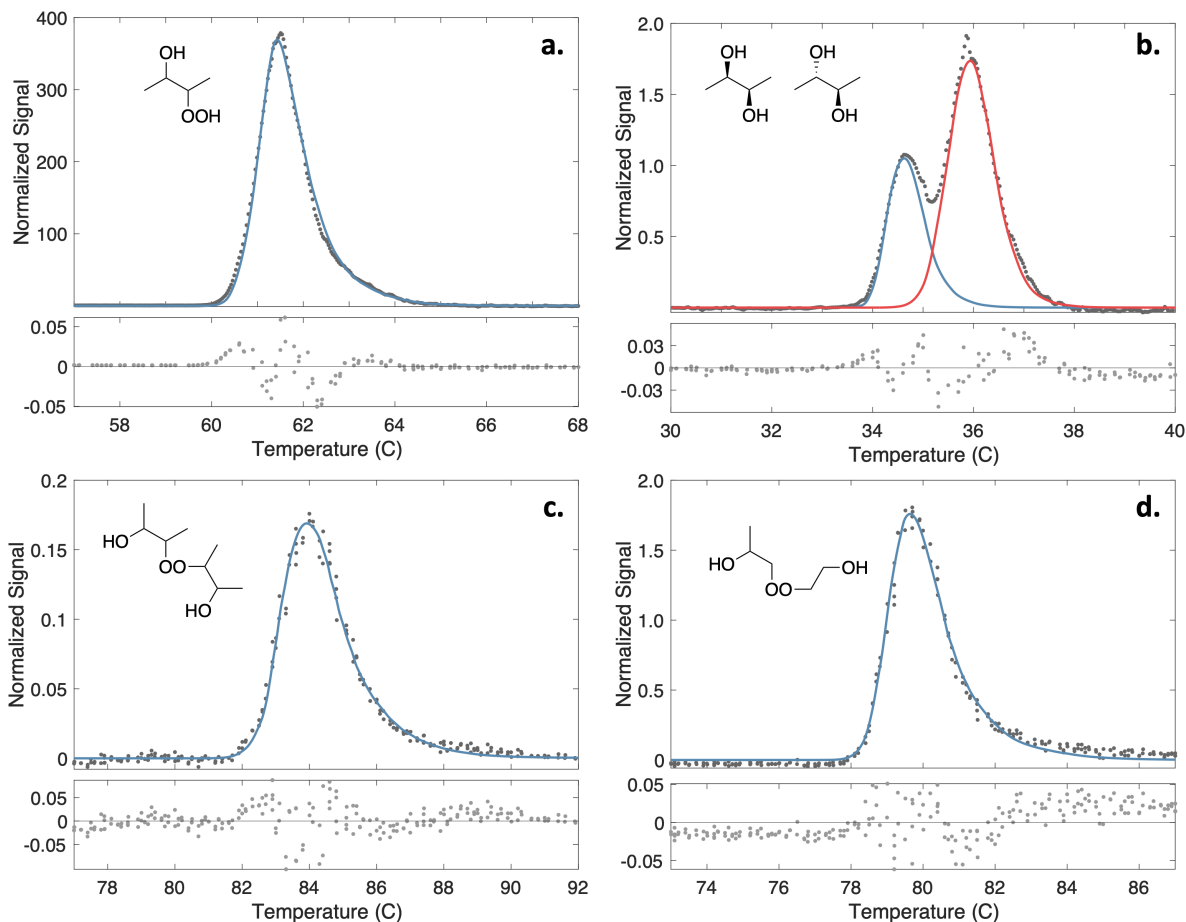 a.
400
300
200
100
Normalized Signal
OH
OOH
0.05
0
-0.05
58 60 62 64 66 68
Temperature (C)
b.
2.0
1.5
1.0
0.5
Normalized Signal
OH OH
OH OH
0.03
0
-0.03
30 32 34 36 38 40
Temperature (C)
c.
0.2
0.15
0.1
0.05
0
Normalized Signal
HO
OO
HO
0.05
0
-0.05
78 80 82 84 86 88 90 92
Temperature (C)
d.
2.0
1.5
1.0
0.5
0
Normalized Signal
HO OH
OO
0.05
0
-0.05
74 76 78 80 82 84 86
Temperature (C)